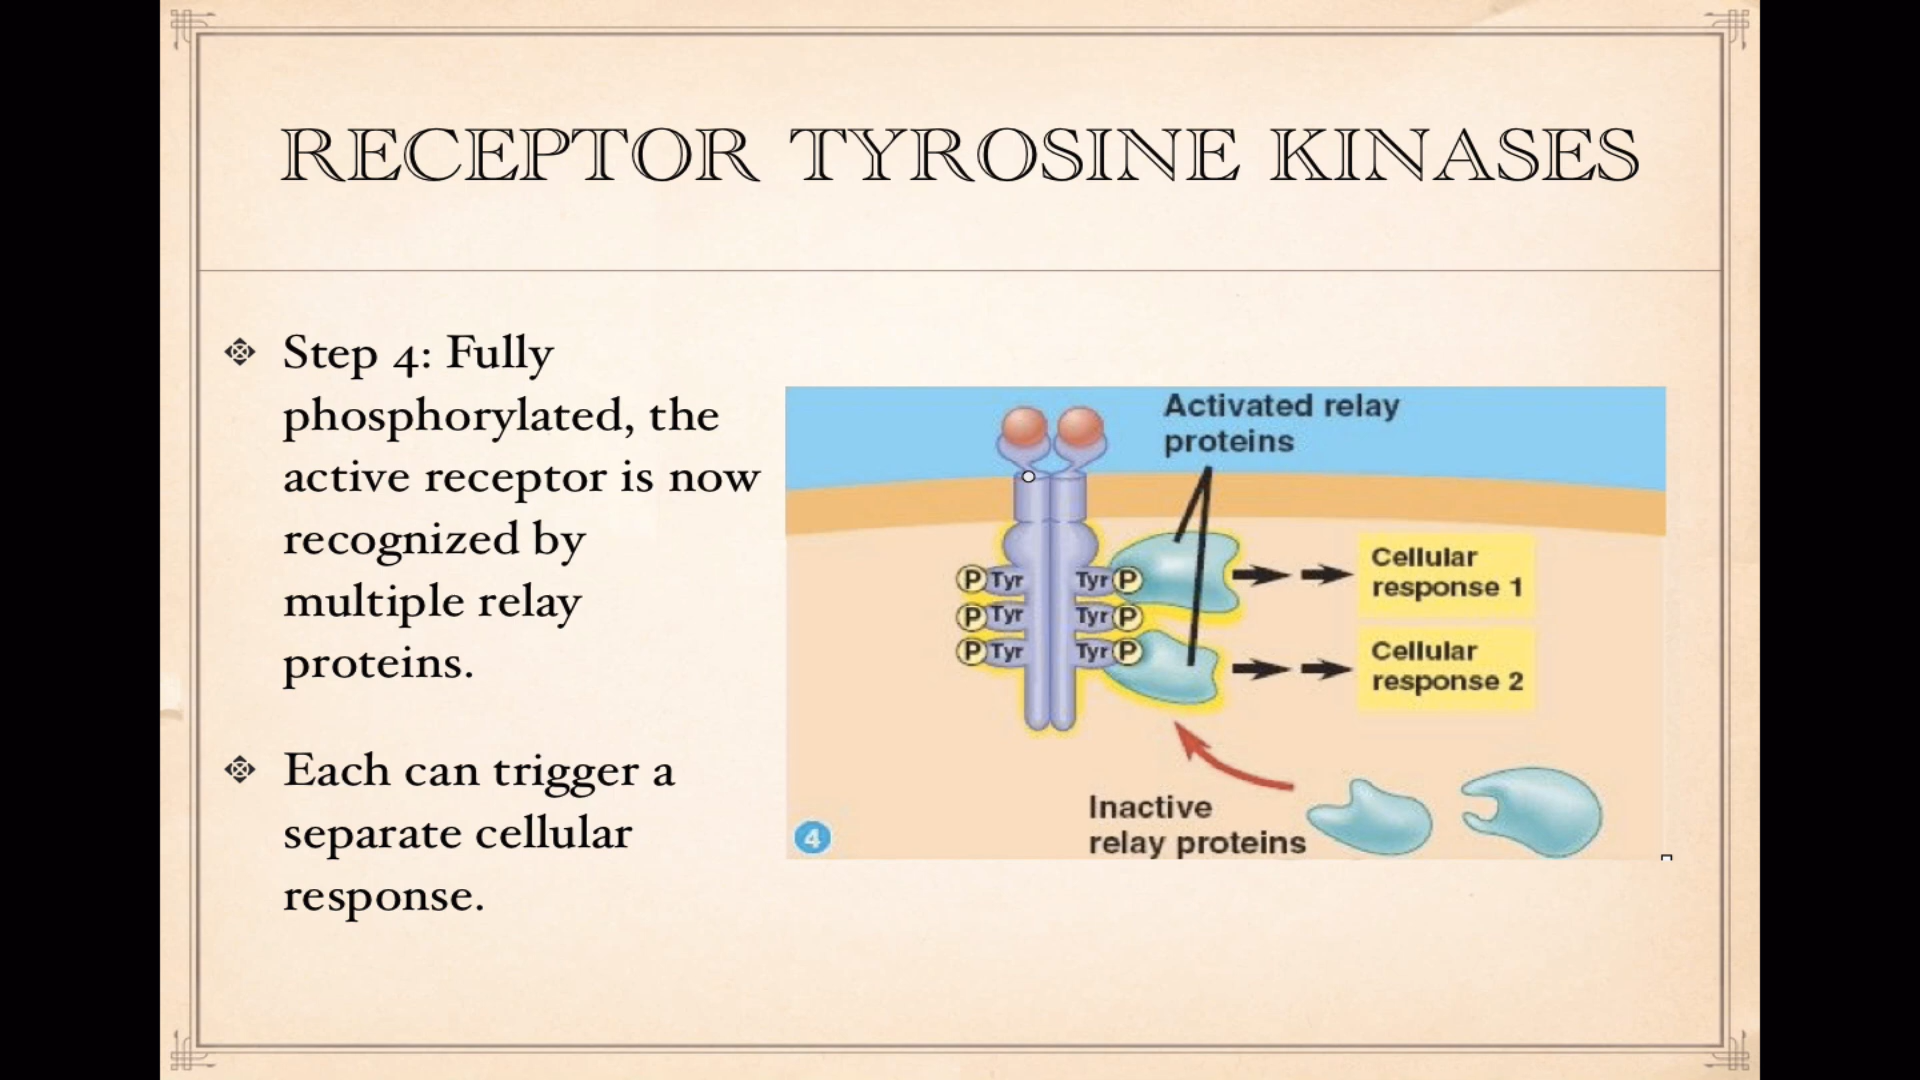 RECEPTOR TYROSINE KINASES
Step 4: Fully
phosphorylated, the
active receptor is now
recognized by
multiple relay
proteins.
Each can trigger a
separate cellular
response.
Activated relay
proteins
P Tyr Tyr P
P Tyr Tyr P
P Tyr Tyr P
Cellular
response 1
Cellular
response 2
Inactive
relay proteins
4